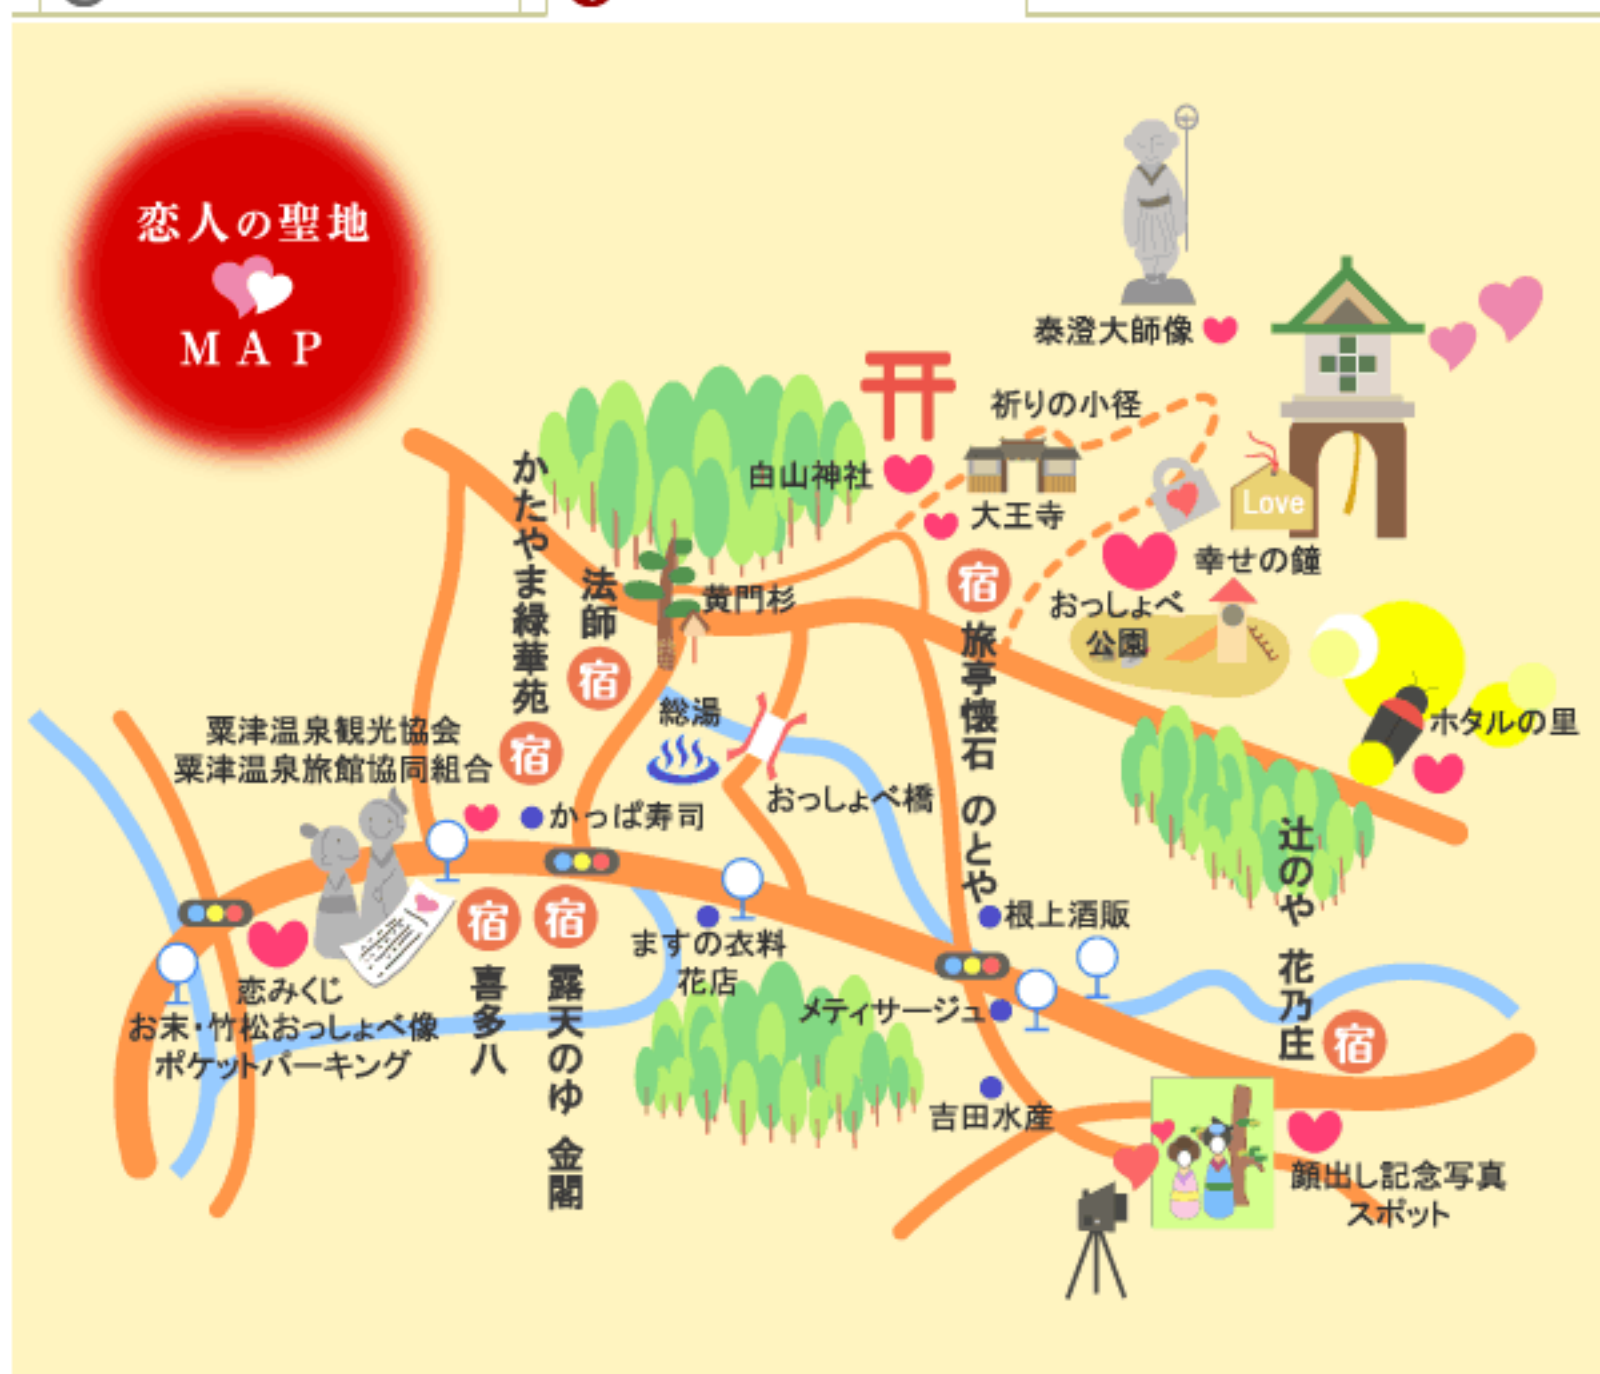 恋人の聖地
MAP
泰澄大師像
祈りの小径
白山神社
大王寺
Love
幸せの鐘
おっしょべ
公園
ホタルの里
かたやま緑華苑
宿
法師
宿
黄門杉
宿
旅亭懐石 のとや
総湯
おっしょべ橋
粟津温泉観光協会
粟津温泉旅館協同組合
かっぱ寿司
辻のや 花乃庄
宿
根上酒販
ますの衣料
花店
メティサージュ
恋みくじ
お末・竹松おっしょべ像
ポケットパーキング
宿
喜多八
宿
露天のゆ 金閣
吉田水産
顔出し記念写真
スポット